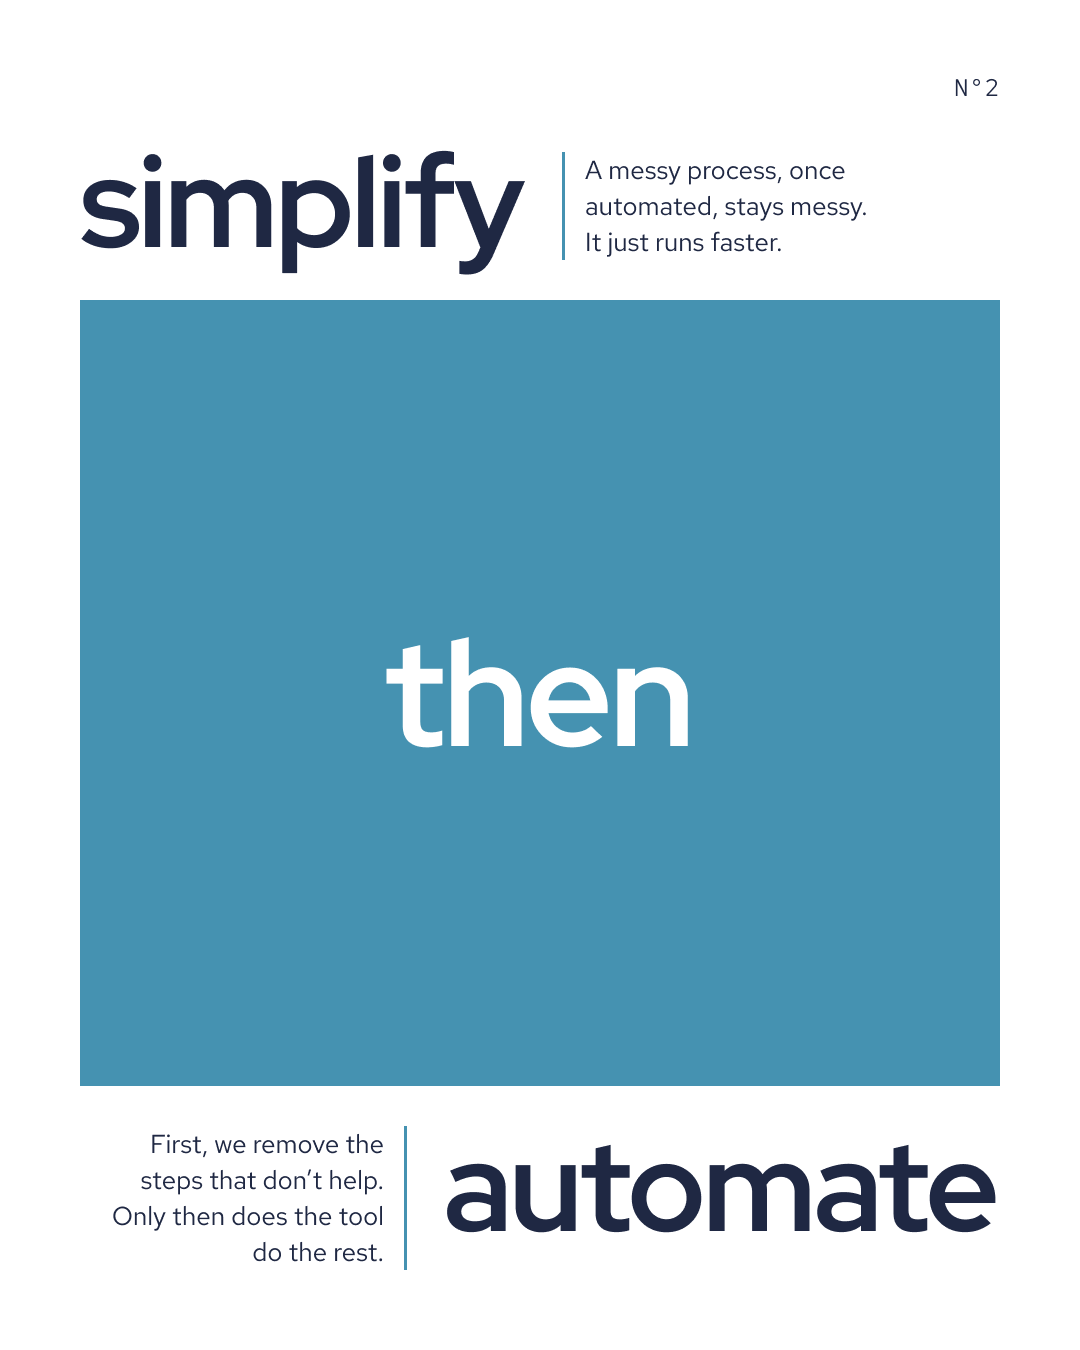 N°2
simplify
A messy process, once
automated, stays messy.
It just runs faster.
then
First, we remove the
steps that don’t help.
Only then does the tool
do the rest.
automate